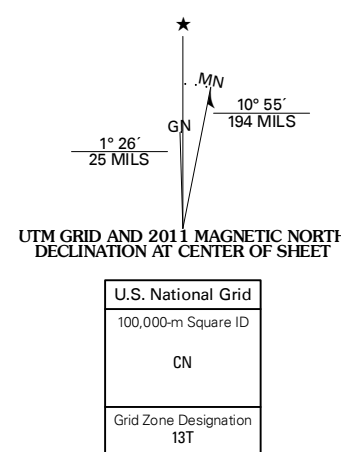 ★
MN
GN
10° 55´
194 MILS
1° 26´
25 MILS
UTM GRID AND 2011 MAGNETIC NORTH
DECLINATION AT CENTER OF SHEET
U.S. National Grid
100,000-m Square ID
CN
Grid Zone Designation
13T